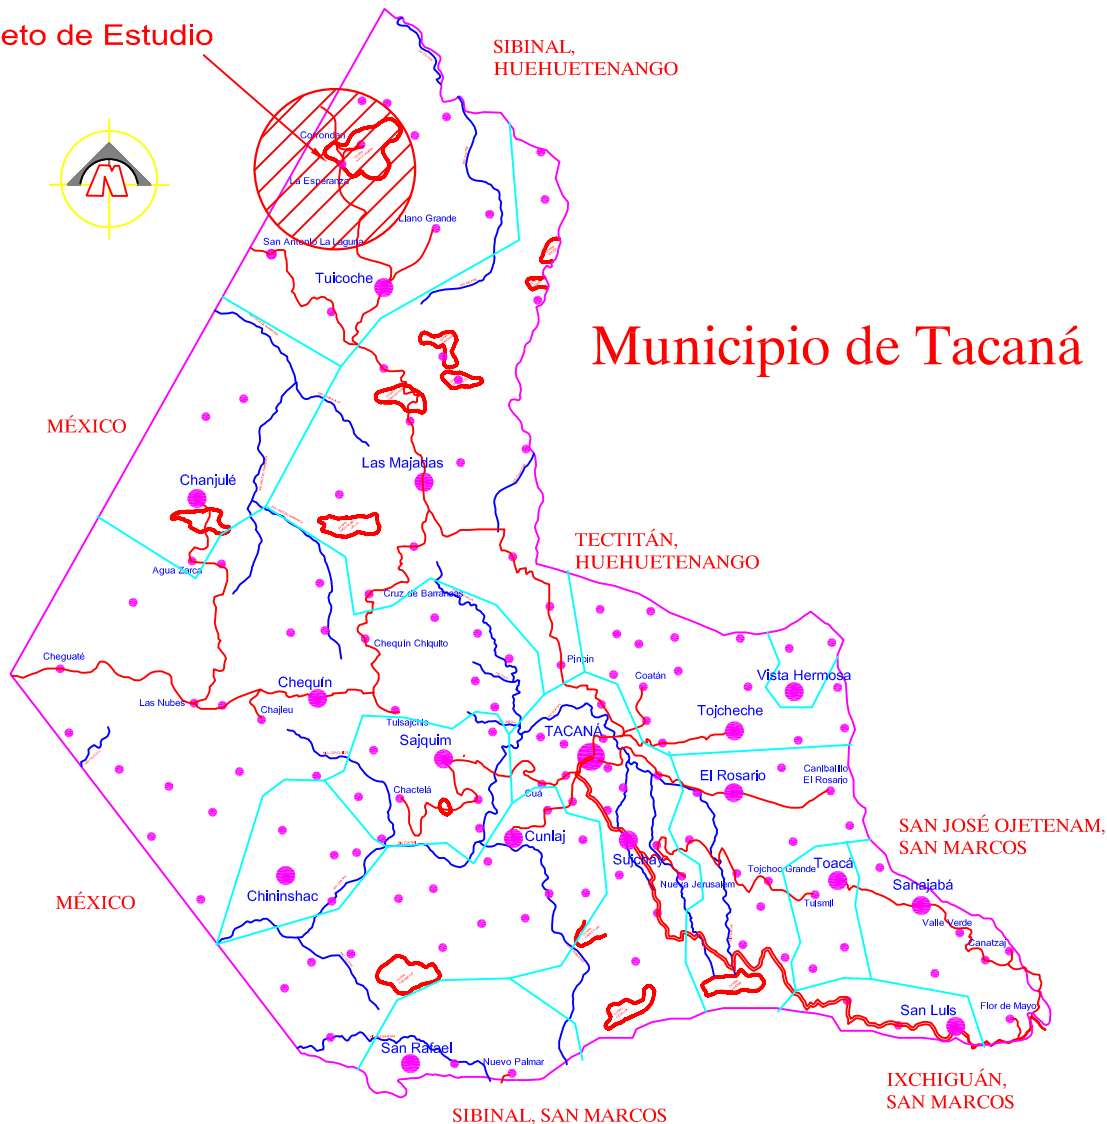 eto de Estudio
SIBINAL,
HUEHUETENANGO
La Esperanza
Llano Grande
San Antonio La Laguna
Tuicoche
Municipio de Tacaná
MÉXICO
Las Majadas
Chanjulé
TECTITÁN,
HUEHUETENANGO
Agua Zarca
Cruz de Barrancas
Chequín Chiquito
Cheguaté
Pinpin
Coatán
Vista Hermosa
Chequín
Las Nubes
Chajleu
Tojcheche
TACANÁ
Sajquim
El Rosario
Canibalillo
El Rosario
Chactelá
Cuá
SAN JOSÉ OJETENAM,
SAN MARCOS
Cunlaj
Sujchay
Tojchoc Grande
Toacá
Nueva Jerusalem
Sanajabá
Chininshac
MÉXICO
Tuismil
Valle Verde
Canatzaj
San Luis
Flor de Mayo
San Rafael
Nuevo Palmar
IXCHIGUÁN,
SAN MARCOS
SIBINAL, SAN MARCOS